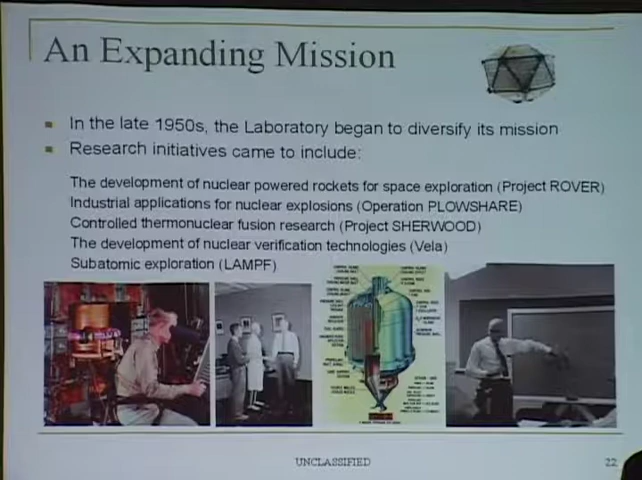 An Expanding Mission
In the late 1950s, the Laboratory began to diversify its mission
Research initiatives came to include:
The development of nuclear powered rockets for space exploration (Project ROVER)
Industrial applications for nuclear explosions (Operation PLOWSHARE)
Controlled thermonuclear fusion research (Project SHERWOOD)
The development of nuclear verification technologies (Vela)
Subatomic exploration (LAMPF)
UNCLASSIFIED
22